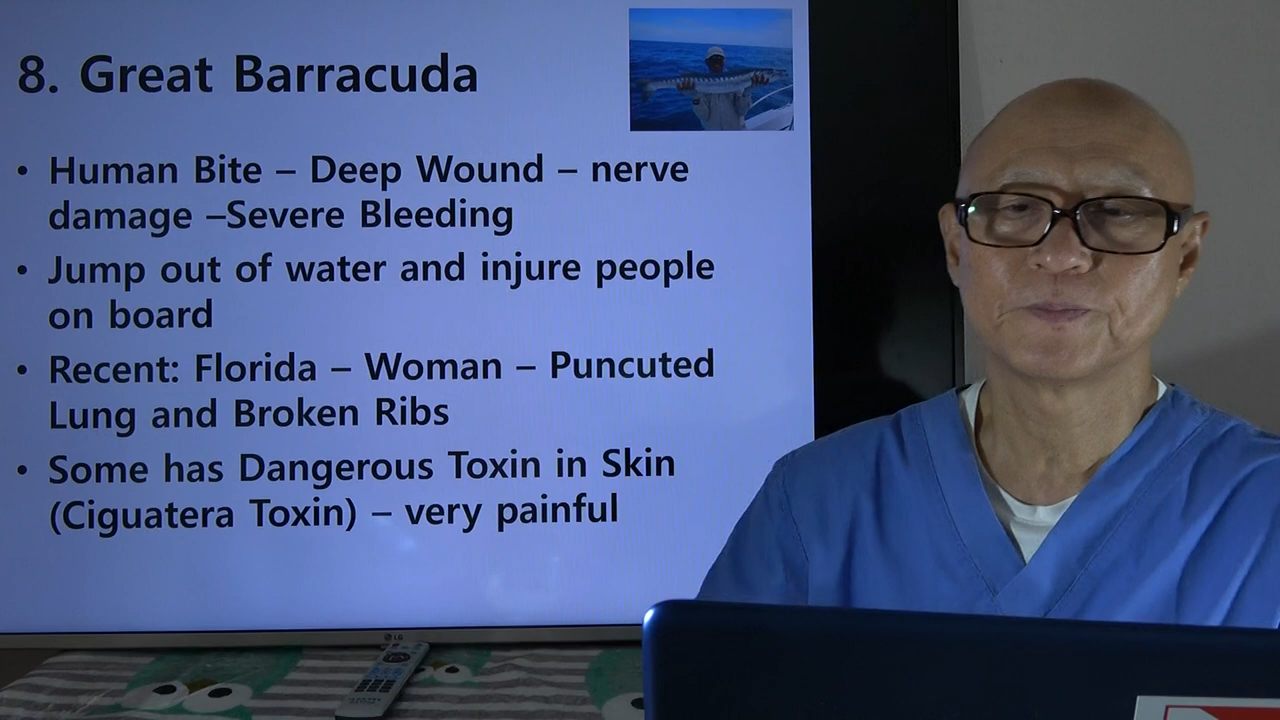 8. Great Barracuda
• Human Bite – Deep Wound – nerve
damage –Severe Bleeding
• Jump out of water and injure people
on board
• Recent: Florida – Woman – Puncuted
Lung and Broken Ribs
• Some has Dangerous Toxin in Skin
(Ciguatera Toxin) – very painful
LG